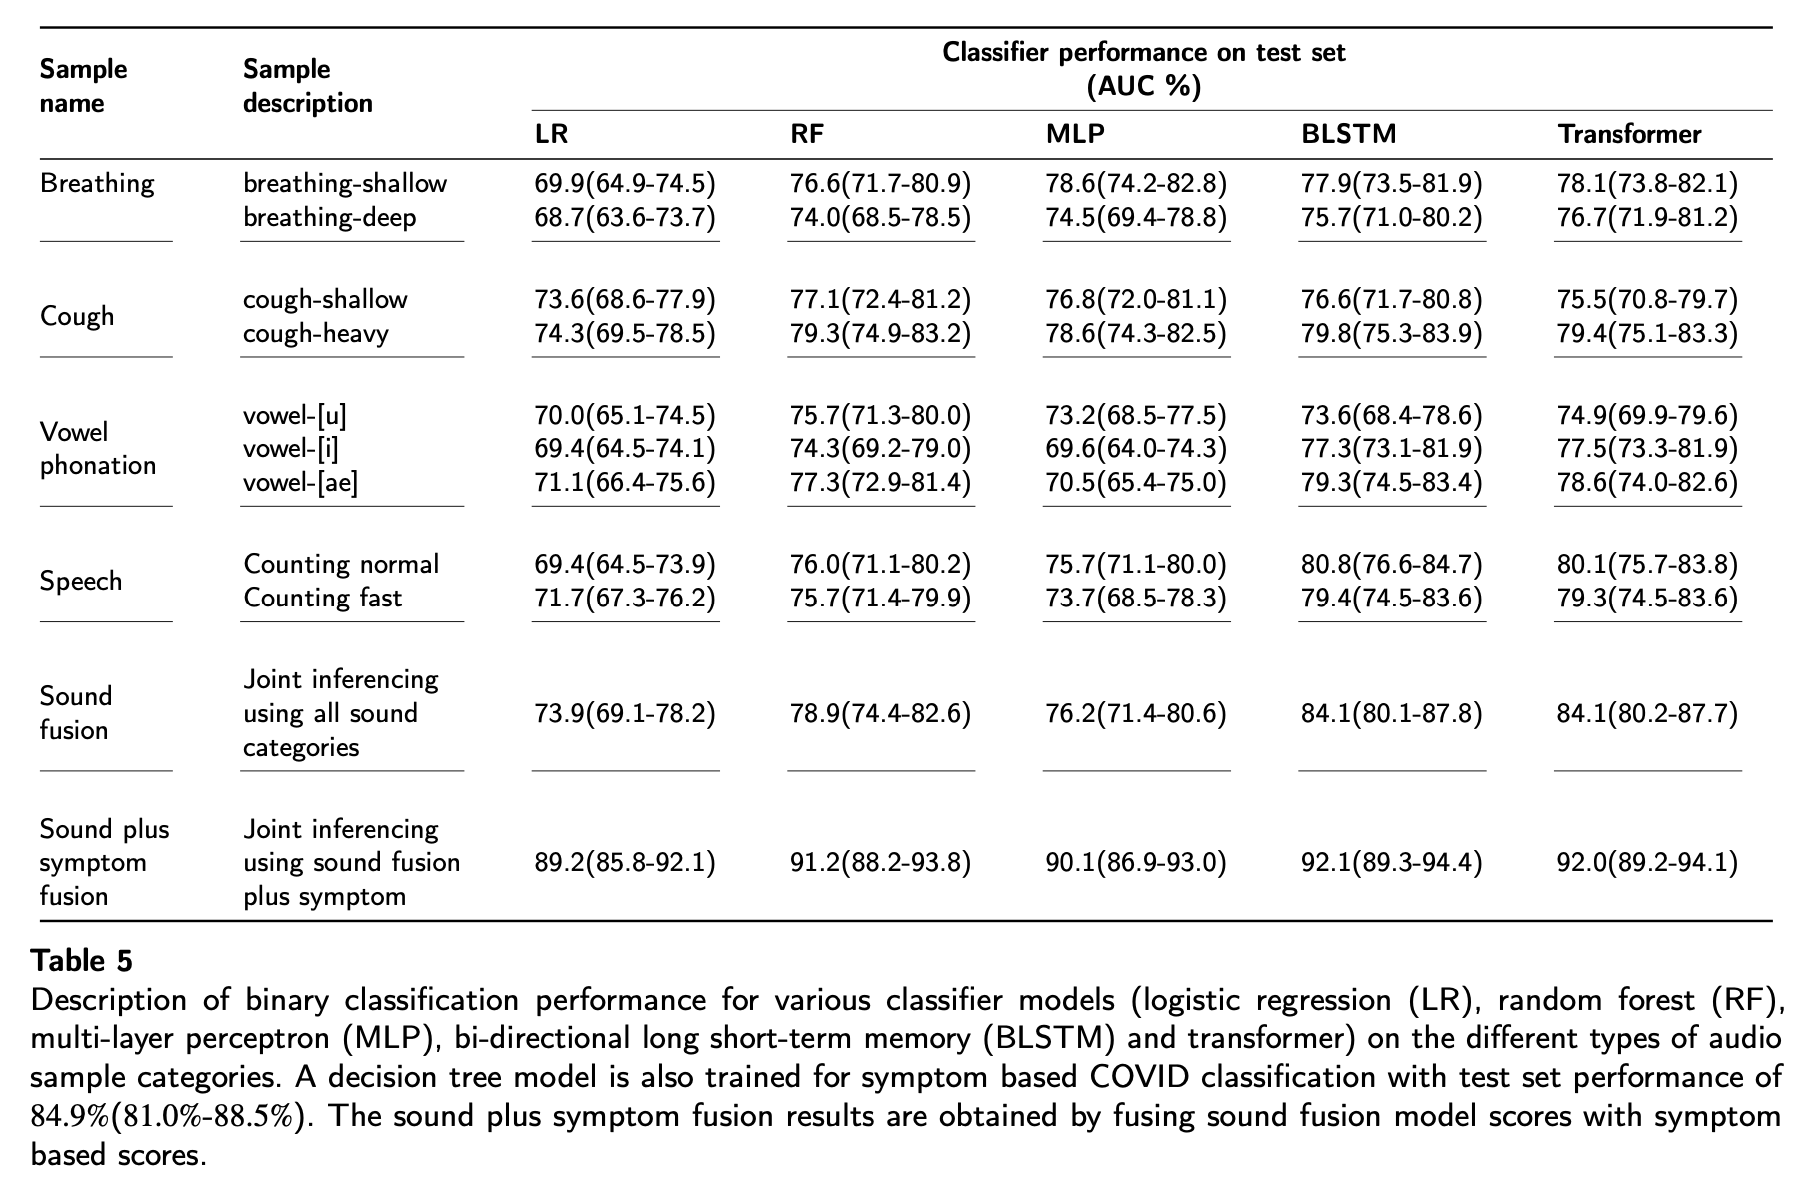 Sample name Sample description Classifier performance on test set (AUC %)
LR RF MLP BLSTM Transformer
Breathing breathing-shallow 69.9(64.9-74.5) 76.6(71.7-80.9) 78.6(74.2-82.8) 77.9(73.5-81.9) 78.1(73.8-82.1)
breathing-deep 68.7(63.6-73.7) 74.0(68.5-78.5) 74.5(69.4-78.8) 75.7(71.0-80.2) 76.7(71.9-81.2)
Cough cough-shallow 73.6(68.6-77.9) 77.1(72.4-81.2) 76.8(72.0-81.1) 76.6(71.7-80.8) 75.5(70.8-79.7)
cough-heavy 74.3(69.5-78.5) 79.3(74.9-83.2) 78.6(74.3-82.5) 79.8(75.3-83.9) 79.4(75.1-83.3)
Vowel phonation vowel-[u] 70.0(65.1-74.5) 75.7(71.3-80.0) 73.2(68.5-77.5) 73.6(68.4-78.6) 74.9(69.9-79.6)
vowel-[i] 69.4(64.5-74.1) 74.3(69.2-79.0) 69.6(64.0-74.3) 77.3(73.1-81.9) 77.5(73.3-81.9)
vowel-[ae] 71.1(66.4-75.6) 77.3(72.9-81.4) 70.5(65.4-75.0) 79.3(74.5-83.4) 78.6(74.0-82.6)
Speech Counting normal 69.4(64.5-73.9) 76.0(71.1-80.2) 75.7(71.1-80.0) 80.8(76.6-84.7) 80.1(75.7-83.8)
Counting fast 71.7(67.3-76.2) 75.7(71.4-79.9) 73.7(68.5-78.3) 79.4(74.5-83.6) 79.3(74.5-83.6)
Sound fusion Joint inferencing using all sound categories 73.9(69.1-78.2) 78.9(74.4-82.6) 76.2(71.4-80.6) 84.1(80.1-87.8) 84.1(80.2-87.7)
Sound plus symptom fusion Joint inferencing using sound fusion plus symptom 89.2(85.8-92.1) 91.2(88.2-93.8) 90.1(86.9-93.0) 92.1(89.3-94.4) 92.0(89.2-94.1)
Table 5
Description of binary classification performance for various classifier models (logistic regression (LR), random forest (RF),
multi-layer perceptron (MLP), bi-directional long short-term memory (BLSTM) and transformer) on the different types of audio
sample categories. A decision tree model is also trained for symptom based COVID classification with test set performance of
84.9%(81.0%-88.5%). The sound plus symptom fusion results are obtained by fusing sound fusion model scores with symptom
based scores.